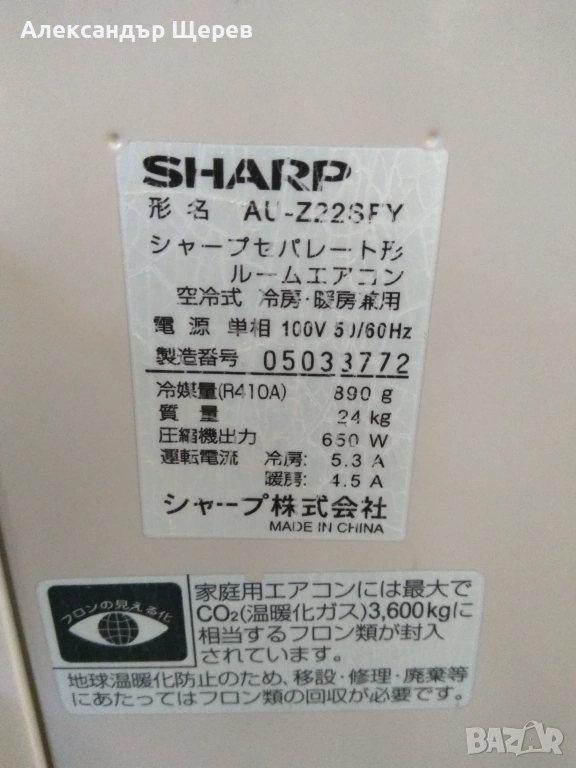 Александър Щерев
SHARP
形名 AU-Z22SFY
シャープセパレート形
ルームエアコン
空冷式 冷房・暖房兼用
電源 単相 100V 50/60Hz
製造番号 05033772
冷媒量(R410A) 890 g
質量 24 kg
圧縮機出力 650 W
運転電流 冷房: 5.3 A
暖房: 4.5 A
シャープ株式会社
MADE IN CHINA
フロンの見える化
家庭用エアコンには最大で
CO₂(温暖化ガス)3,600kgに
相当するフロン類が封入
されています。
地球温暖化防止のため、移設・修理・廃棄等
にあたってはフロン類の回収が必要です。
BAZAR